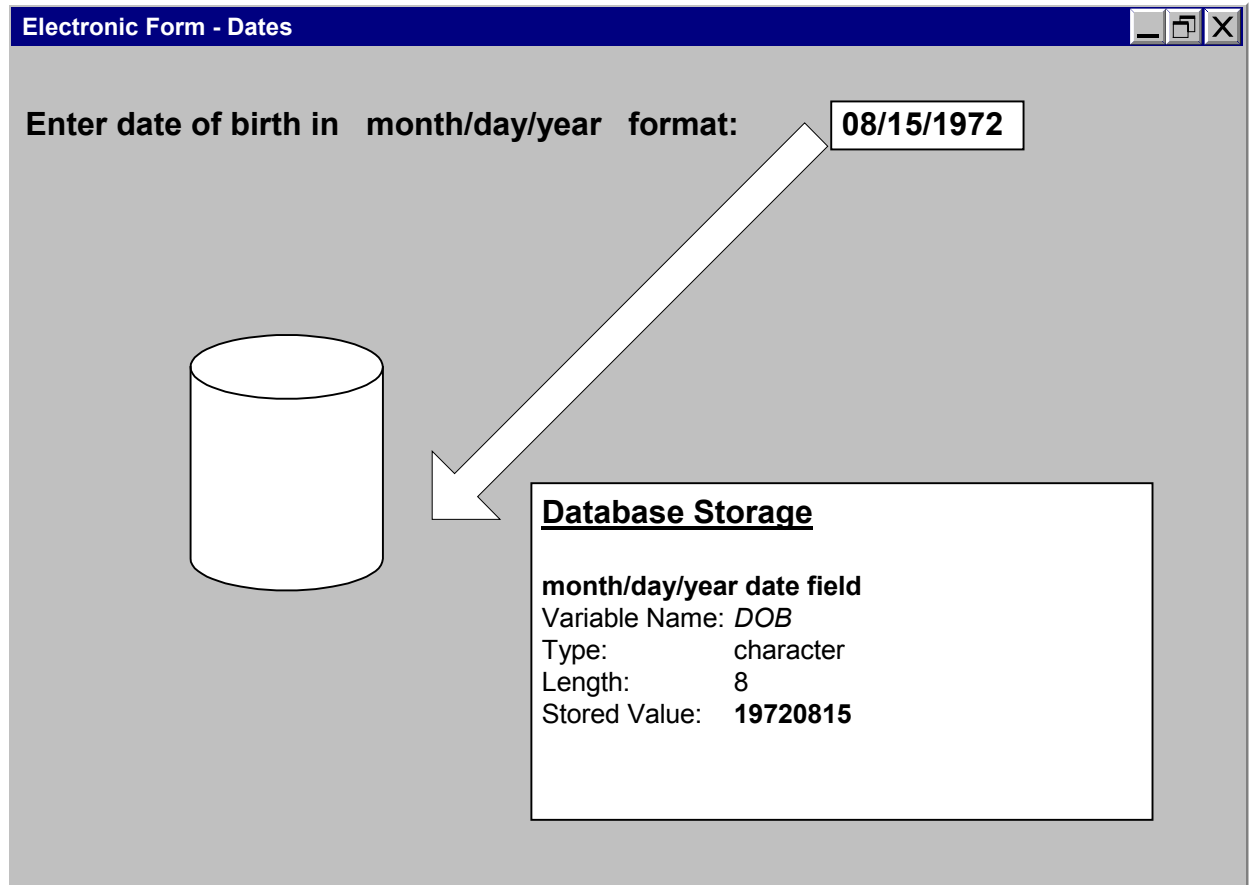 Electronic Form - Dates
Enter date of birth in month/day/year format: 08/15/1972
Database Storage
month/day/year date field
Variable Name: DOB
Type: character
Length: 8
Stored Value: 19720815